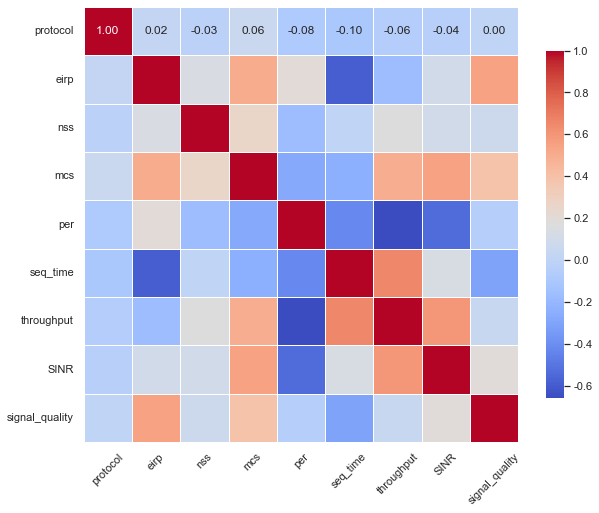 protocol 1.00 0.02 -0.03 0.06 -0.08 -0.10 -0.06 -0.04 0.00
eirp
nss
mcs
per
seq_time
throughput
SINR
signal_quality
protocol eirp nss mcs per seq_time throughput SINR signal_quality
1.0
0.8
0.6
0.4
0.2
0.0
-0.2
-0.4
-0.6